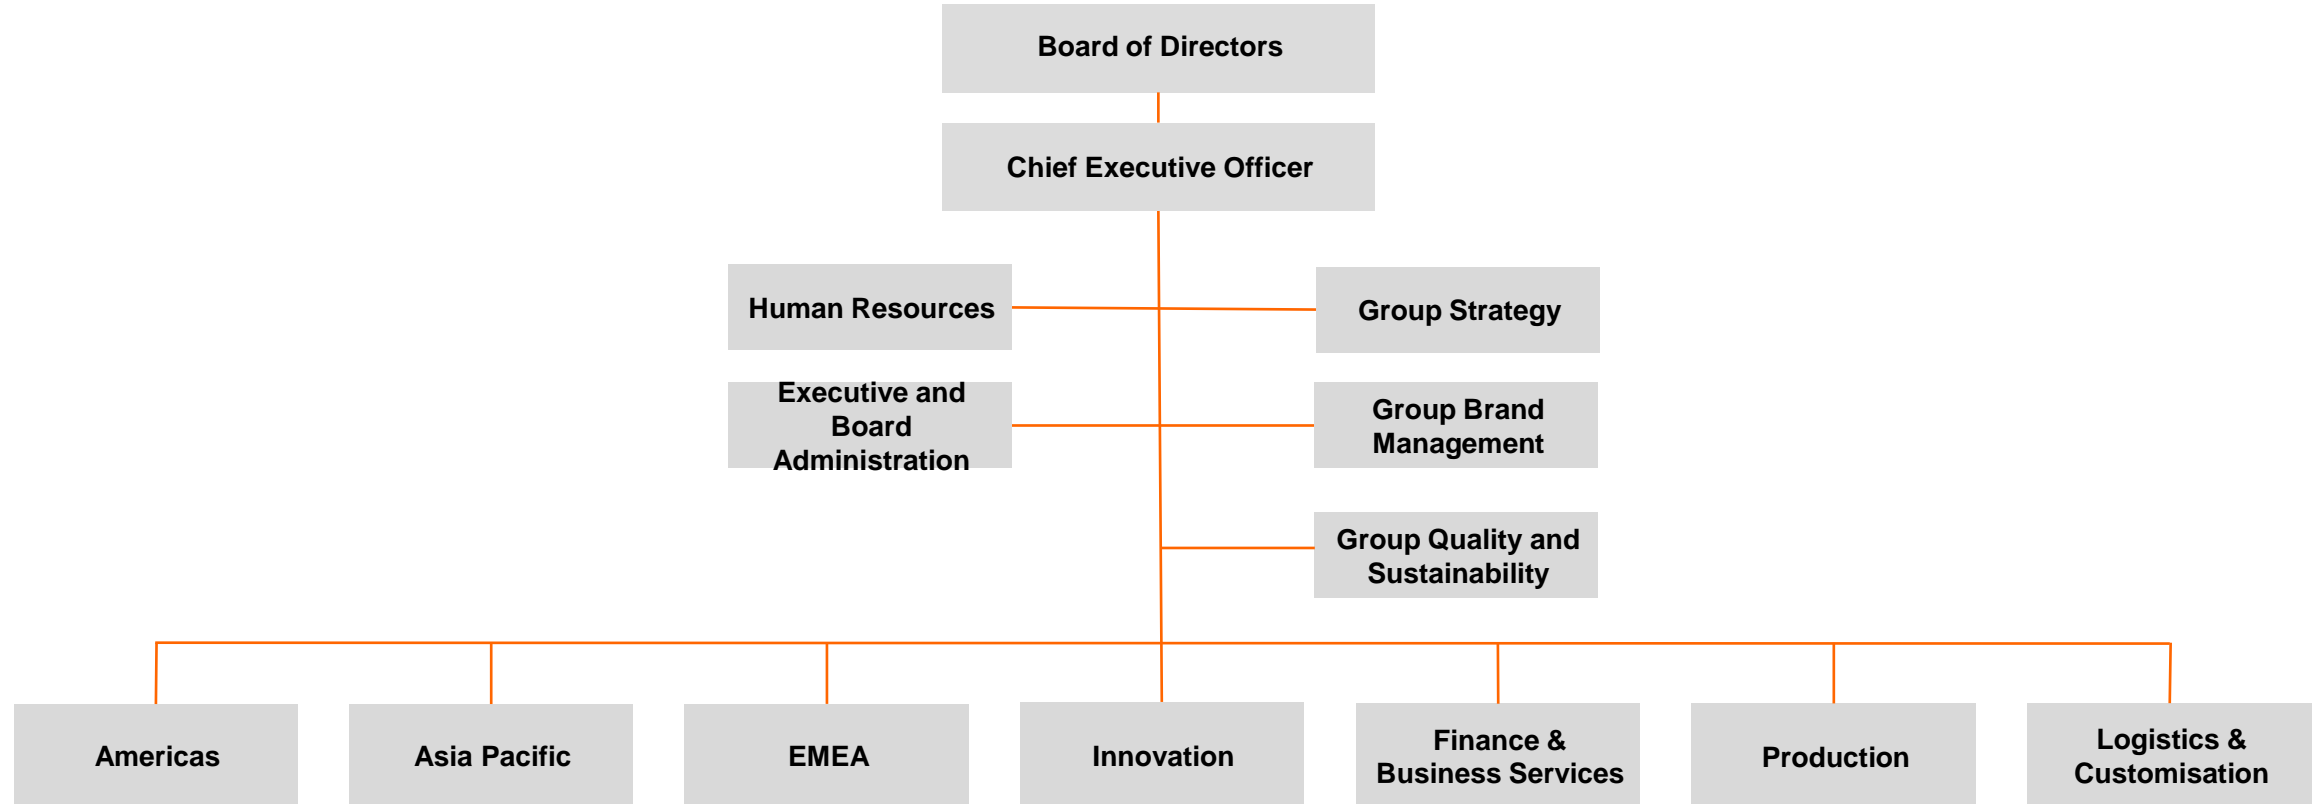 Board of Directors
Chief Executive Officer
Human Resources
Group Strategy
Executive and
Board
Administration
Group Brand
Management
Group Quality and
Sustainability
Americas
Asia Pacific
EMEA
Innovation
Finance &
Business Services
Production
Logistics &
Customisation